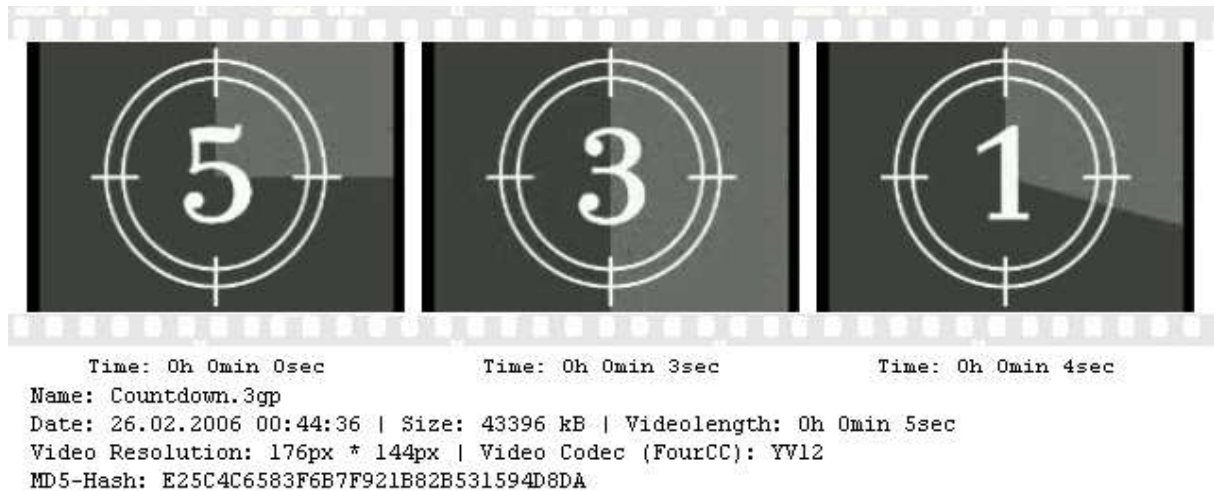 5 3 1
Time: 0h 0min 0sec Time: 0h 0min 3sec Time: 0h 0min 4sec
Name: Countdown.3gp
Date: 26.02.2006 00:44:36 | Size: 43396 kB | Videolength: 0h 0min 5sec
Video Resolution: 176px * 144px | Video Codec (FourCC): YV12
MD5-Hash: E25C4C6583F6B7F921B82B531594D8DA